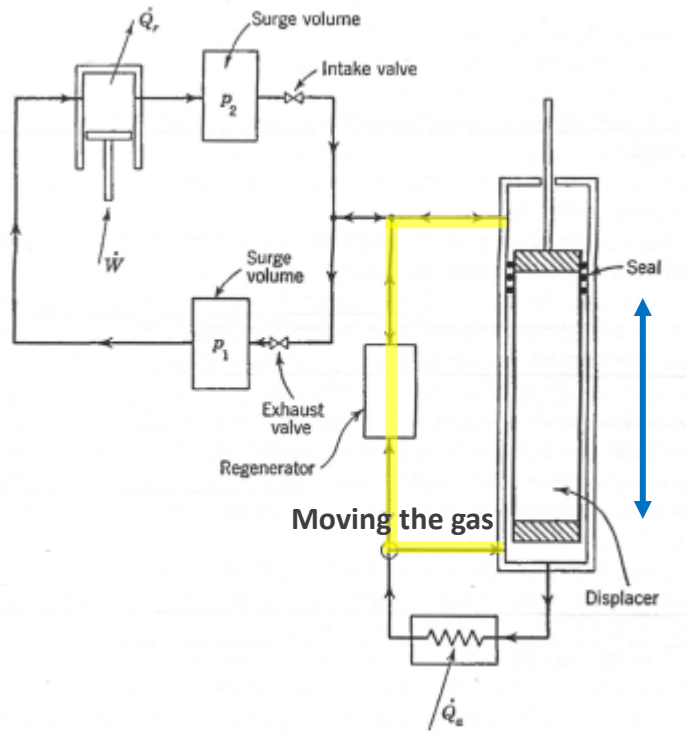 Q̇r
Surge volume
Intake valve
P2
Ẇ
Surge
volume
Seal
P1
Exhaust
valve
Regenerator
Moving the gas
Displacer
Q̇a